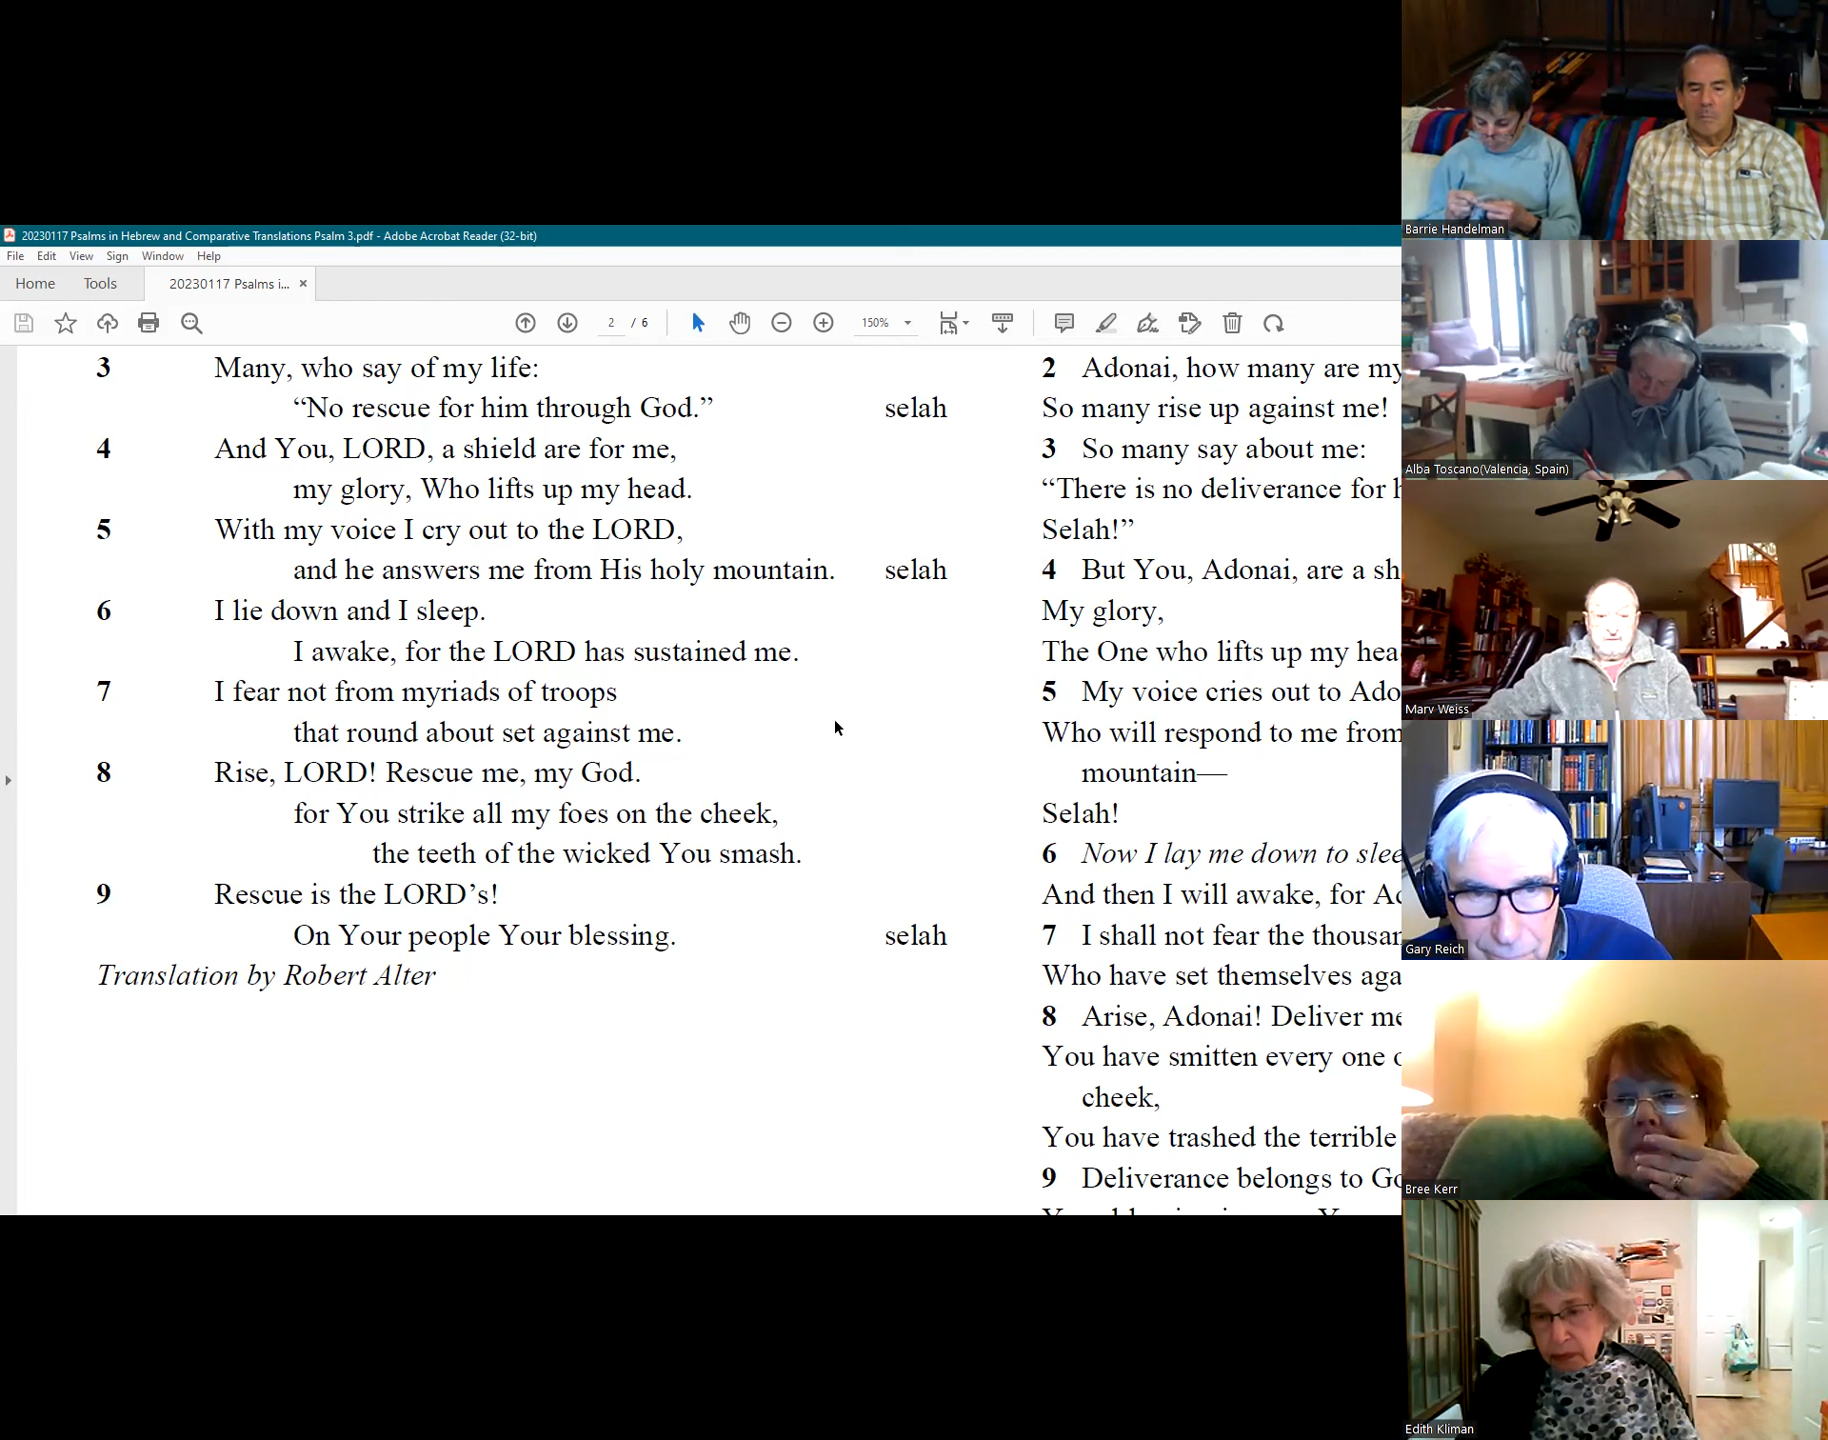 20230117 Psalms in Hebrew and Comparative Translations Psalm 3.pdf - Adobe Acrobat Reader (32-bit)
File Edit View Sign Window Help
Home Tools 20230117 Psalms i... ×
2 / 6 150%
3 Many, who say of my life:
“No rescue for him through God.” selah
4 And You, LORD, a shield are for me,
my glory, Who lifts up my head.
5 With my voice I cry out to the LORD,
and he answers me from His holy mountain. selah
6 I lie down and I sleep.
I awake, for the LORD has sustained me.
7 I fear not from myriads of troops
that round about set against me.
8 Rise, LORD! Rescue me, my God.
for You strike all my foes on the cheek,
the teeth of the wicked You smash.
9 Rescue is the LORD’s!
On Your people Your blessing. selah
Translation by Robert Alter
2 Adonai, how many are my
So many rise up against me!
3 So many say about me:
“There is no deliverance for
Selah!”
4 But You, Adonai, are a sh
My glory,
The One who lifts up my hea
5 My voice cries out to Ado
Who will respond to me from
mountain—
Selah!
6 Now I lay me down to slee
And then I will awake, for Ad
7 I shall not fear the thousan
Who have set themselves aga
8 Arise, Adonai! Deliver me
You have smitten every one
cheek,
You have trashed the terrible
9 Deliverance belongs to Go
Barrie Handelman
Alba Toscano(Valencia, Spain)
Marv Weiss
Gary Reich
Bree Kerr
Edith Kliman